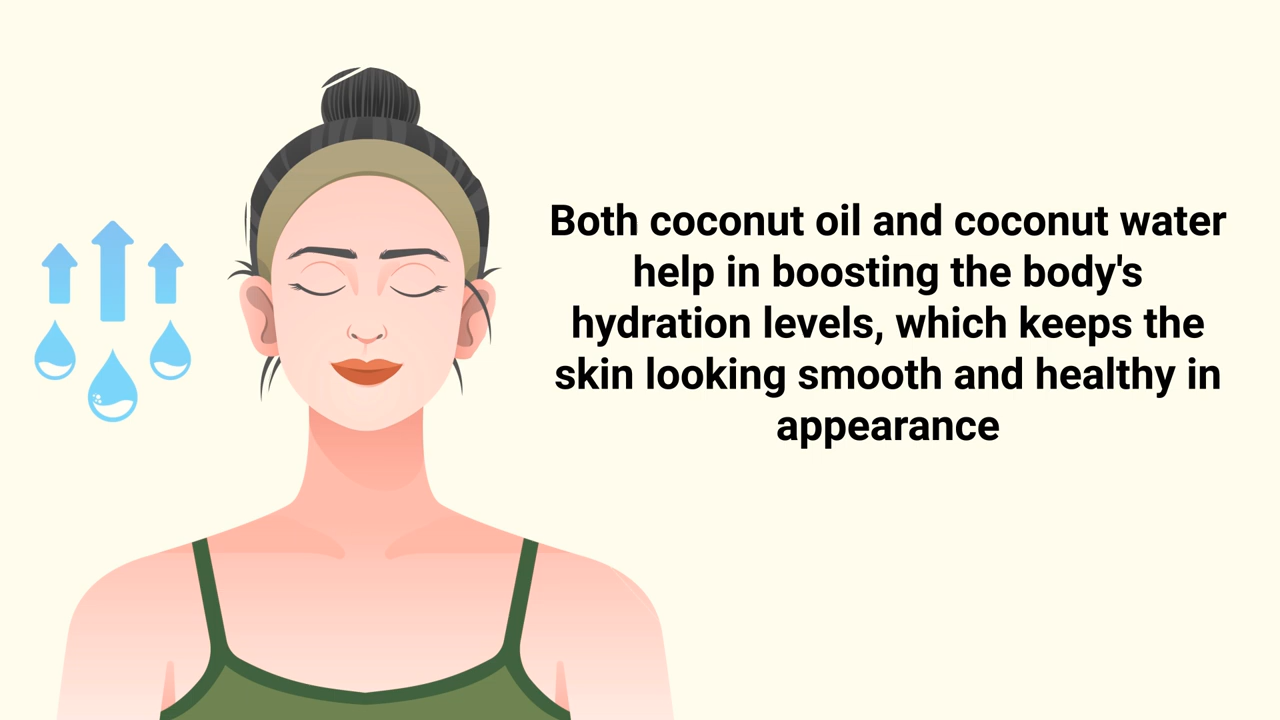 Both coconut oil and coconut water
help in boosting the body's
hydration levels, which keeps the
skin looking smooth and healthy in
appearance